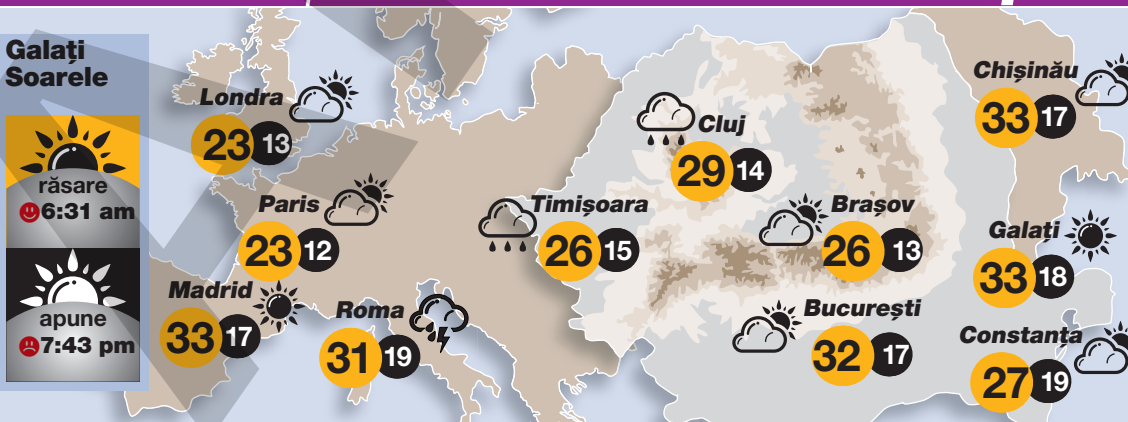 Galați
Soarele
răsare
6:31 am
apune
7:43 pm
Londra
23 13
Paris
23 12
Madrid
33 17
Roma
31 19
Timișoara
26 15
Cluj
29 14
Brașov
26 13
București
32 17
Chișinău
33 17
Galați
33 18
Constanța
27 19